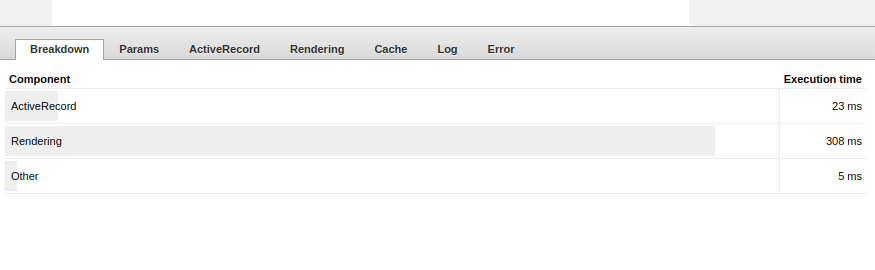 Breakdown Params ActiveRecord Rendering Cache Log Error
Component Execution time
ActiveRecord 23 ms
Rendering 308 ms
Other 5 ms